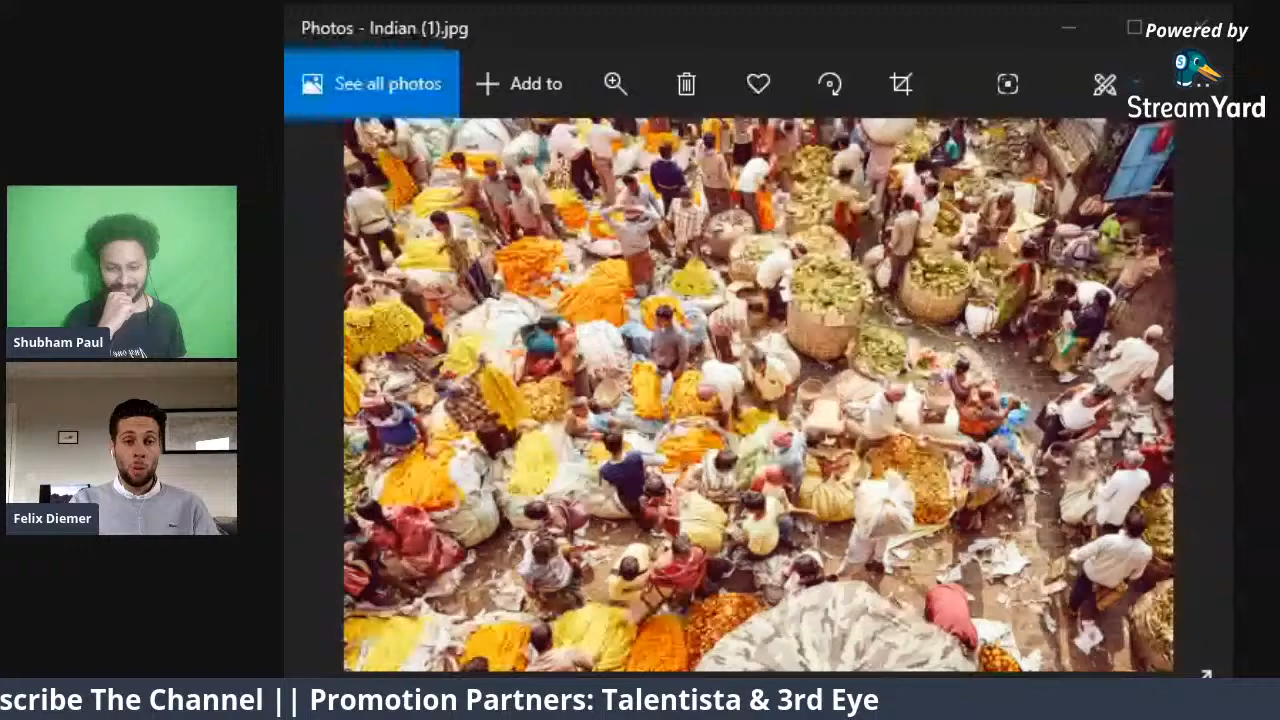 Photos - Indian (1).jpg
Powered by
See all photos
Add to
StreamYard
Shubham Paul
Felix Diemer
scribe The Channel || Promotion Partners: Talentista & 3rd Eye